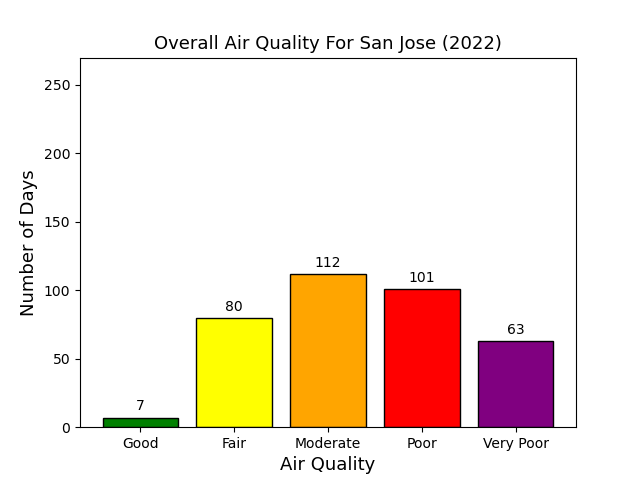 Overall Air Quality For San Jose (2022)
Number of Days
250
200
150
100
50
0
7
80
112
101
63
Good Fair Moderate Poor Very Poor
Air Quality